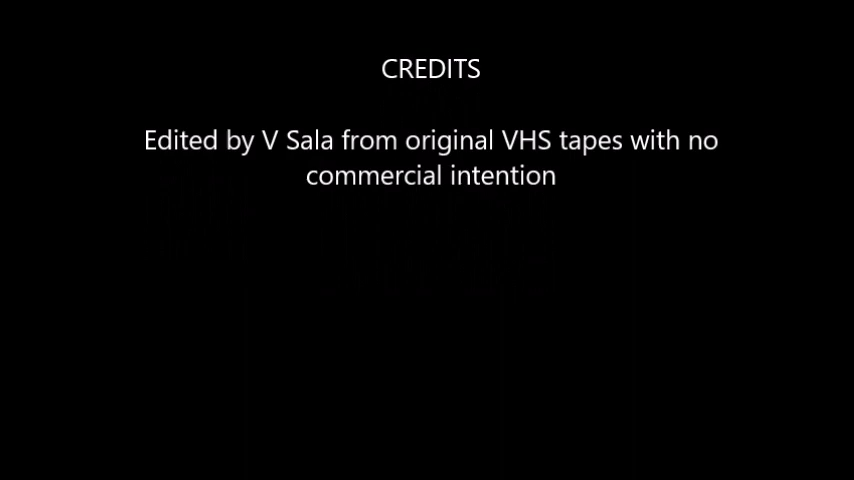 CREDITS
Edited by V Sala from original VHS tapes with no
commercial intention